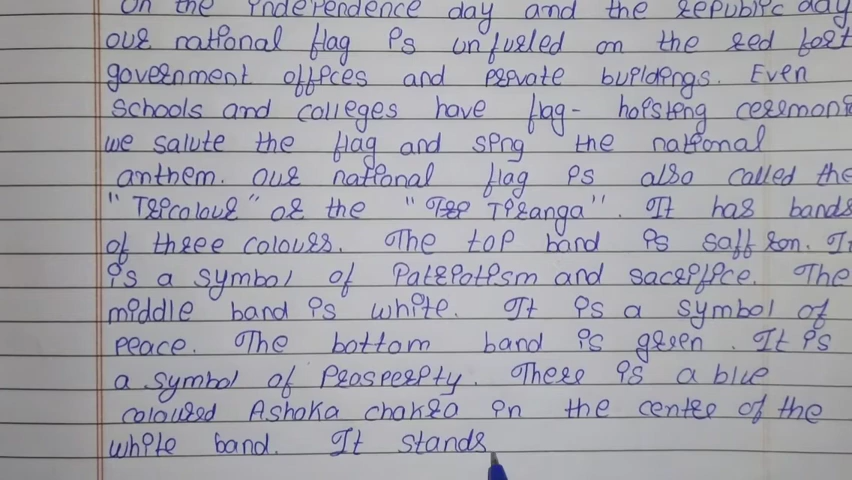 On the independence day and the republic day
our national flag is unfurled on the red fort
government offices and private buildings. Even
schools and colleges have flag- hoisting ceremoni
we salute the flag and sing the national
anthem. our national flag is also called the
"Tricolour" or the "Tiranga". It has bands
of three colours. The top band is saffron. It
is a symbol of patriotism and sacrifice. The
middle band is white. It is a symbol of
peace. The bottom band is green. It is
a symbol of prosperity. There is a blue
coloured Ashoka chakra in the centre of the
white band. It stands